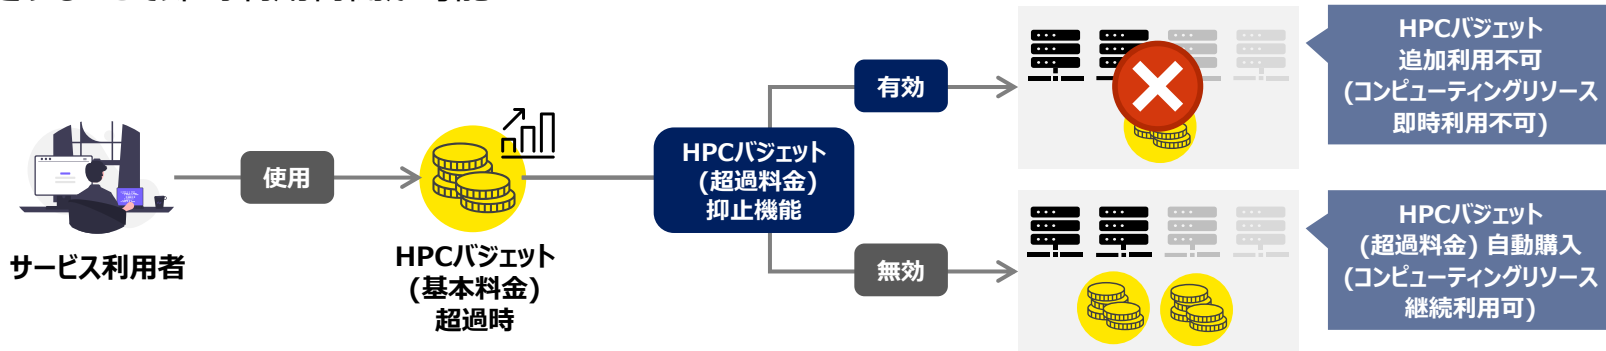 サービス利用者
使用
HPCバジェット
(基本料金)
超過時
HPCバジェット
(超過料金)
抑止機能
有効
HPCバジェット
追加利用不可
(コンピューティングリソース
即時利用不可)
無効
HPCバジェット
(超過料金) 自動購入
(コンピューティングリソース
継続利用可)